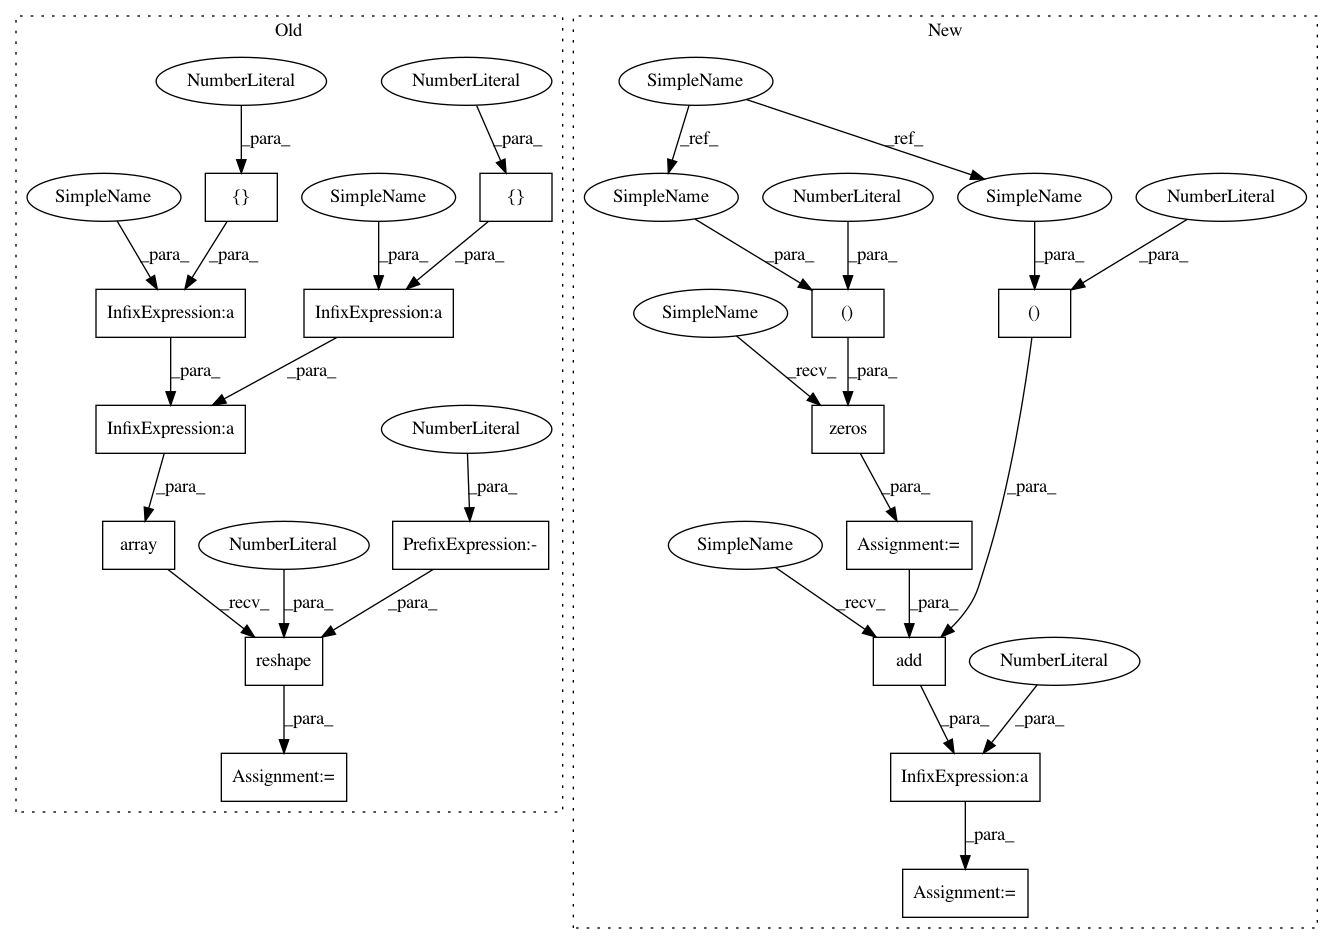 Old
New
NumberLiteral
NumberLiteral
SimpleName
_para_
_para_
_ref_
_ref_
SimpleName
{}
SimpleName
{}
SimpleName
NumberLiteral
SimpleName
NumberLiteral
_para_
_para_
_para_
_para_
_para_
_para_
_para_
_para_
InfixExpression:a
InfixExpression:a
SimpleName
()
()
_para_
_para_
_recv_
_para_
InfixExpression:a
NumberLiteral
zeros
_para_
_para_
_para_
_para_
array
NumberLiteral
PrefixExpression:-
SimpleName
Assignment:=
_recv_
_para_
_para_
_recv_
_para_
reshape
add
NumberLiteral
_para_
_para_
_para_
Assignment:=
InfixExpression:a
_para_
Assignment:=